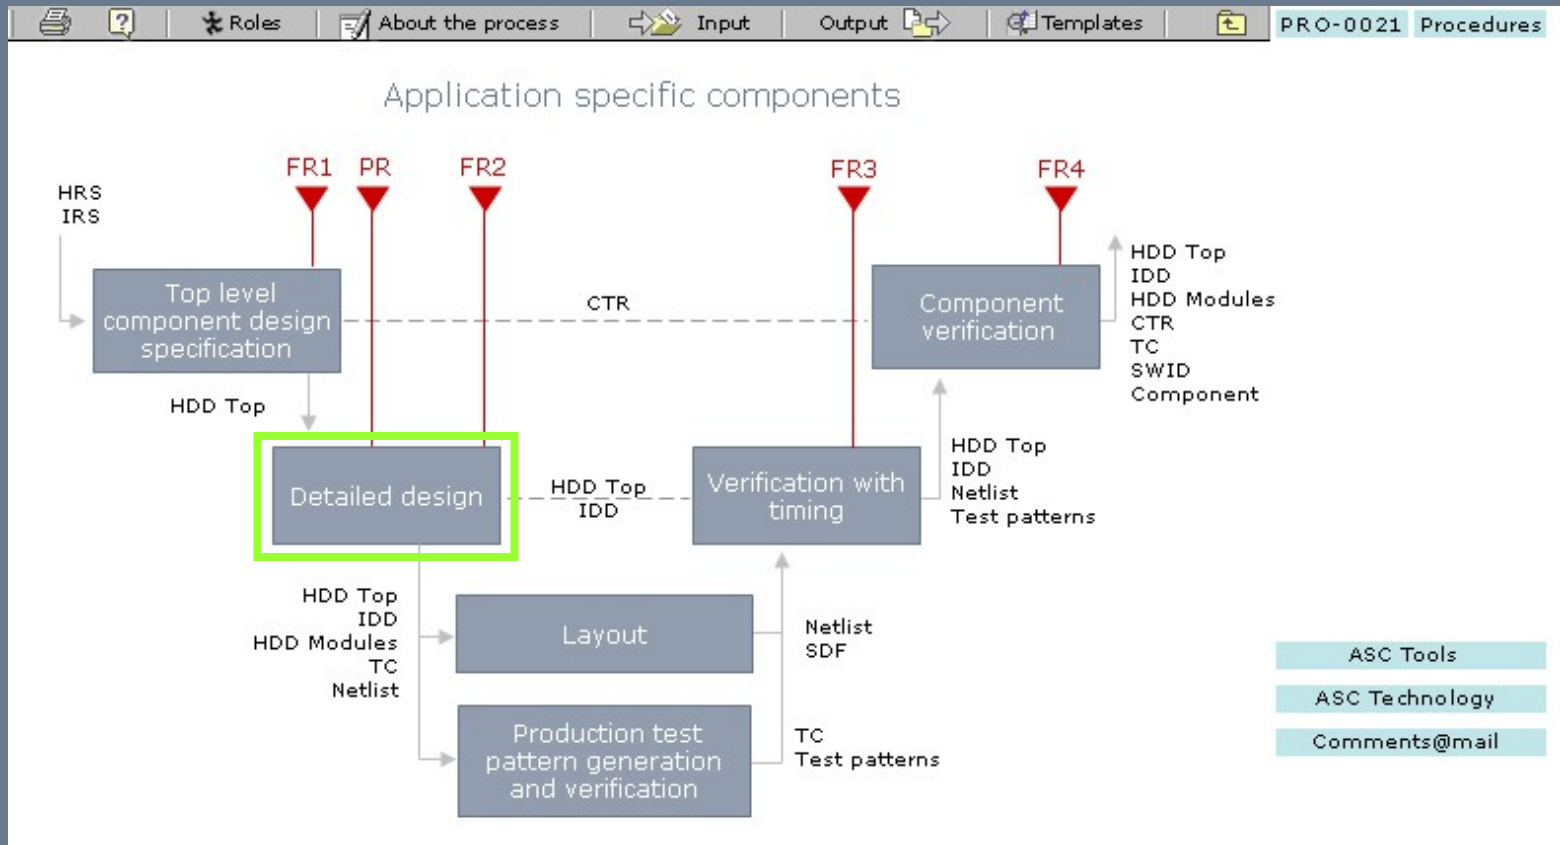 Roles About the process Input Output Templates PRO-0021 Procedures
Application specific components
FR1 PR FR2 FR3 FR4
HRS
IRS
Top level
component design
specification
CTR
Component
verification
HDD Top
IDD
HDD Modules
CTR
TC
SWID
Component
HDD Top
Detailed design
HDD Top
IDD
Verification with
timing
HDD Top
IDD
Netlist
Test patterns
HDD Top
IDD
HDD Modules
TC
Netlist
Layout
Netlist
SDF
Production test
pattern generation
and verification
TC
Test patterns
ASC Tools
ASC Technology
Comments@mail